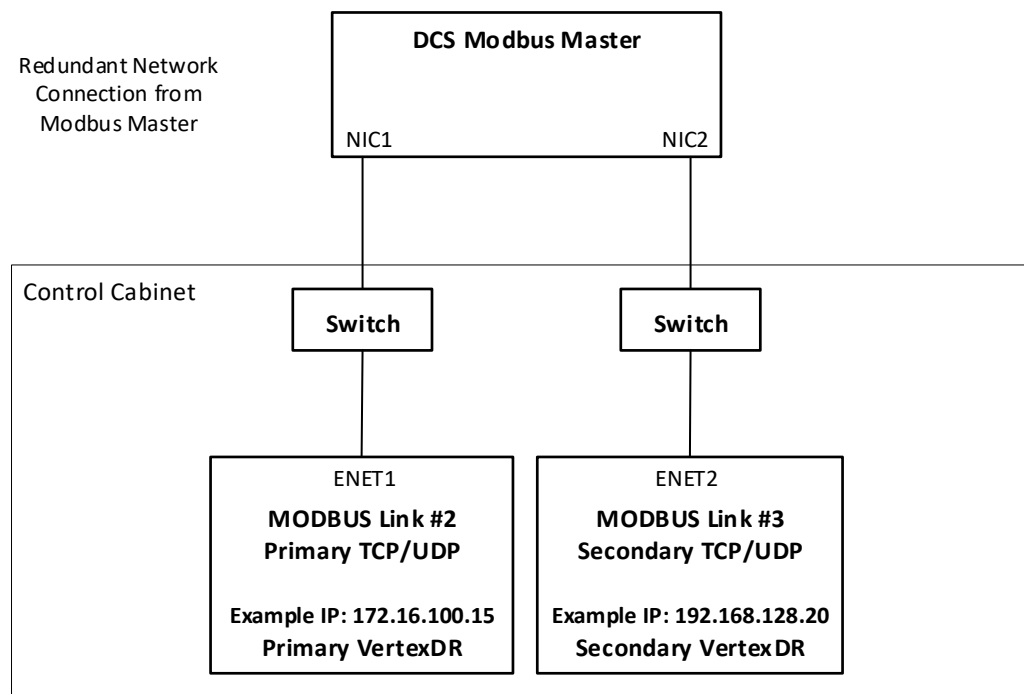 DCS Modbus Master
Redundant Network
Connection from
Modbus Master
NIC1
NIC2
Control Cabinet
Switch
Switch
ENET1
MODBUS Link #2
Primary TCP/UDP
Example IP: 172.16.100.15
Primary VertexDR
ENET2
MODBUS Link #3
Secondary TCP/UDP
Example IP: 192.168.128.20
Secondary VertexDR